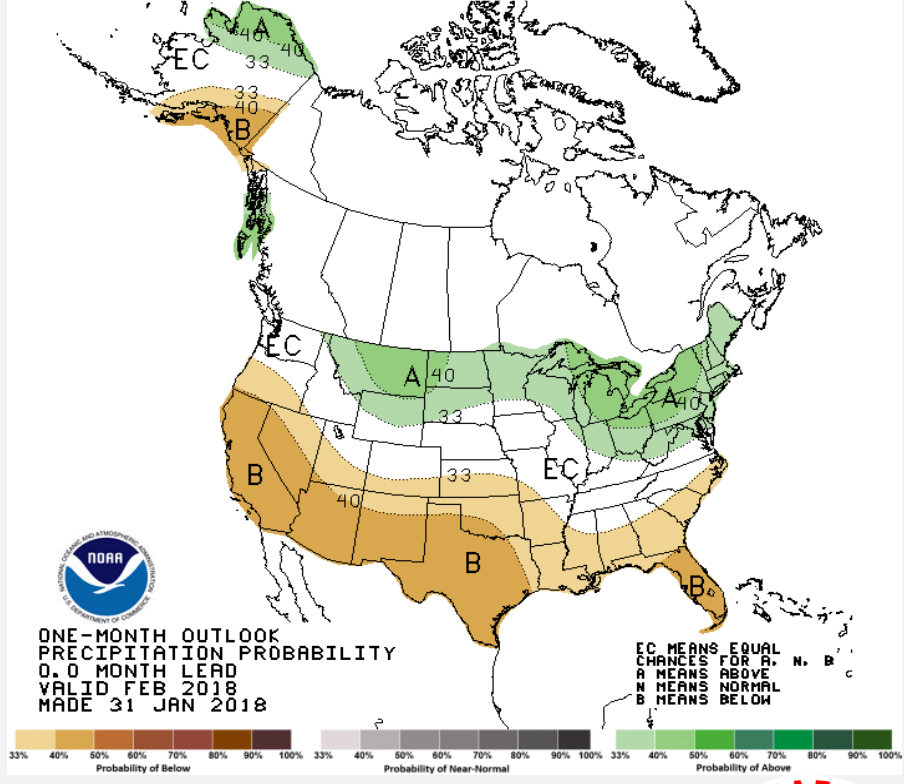 A
40
40
EC
33
33
40
B
EC
A 40
A 40
33
EC
33
B
40
B
B
NATIONAL OCEANIC AND ATMOSPHERIC ADMINISTRATION
NOAA
U.S. DEPARTMENT OF COMMERCE
ONE-MONTH OUTLOOK
PRECIPITATION PROBABILITY
0.0 MONTH LEAD
VALID FEB 2018
MADE 31 JAN 2018
EC MEANS EQUAL
CHANCES FOR A, N, B
A MEANS ABOVE
N MEANS NORMAL
B MEANS BELOW
33% 40% 50% 60% 70% 80% 90% 100%
Probability of Below
33% 40% 50% 60% 70% 80% 90% 100%
Probability of Near-Normal
33% 40% 50% 60% 70% 80% 90% 100%
Probability of Above